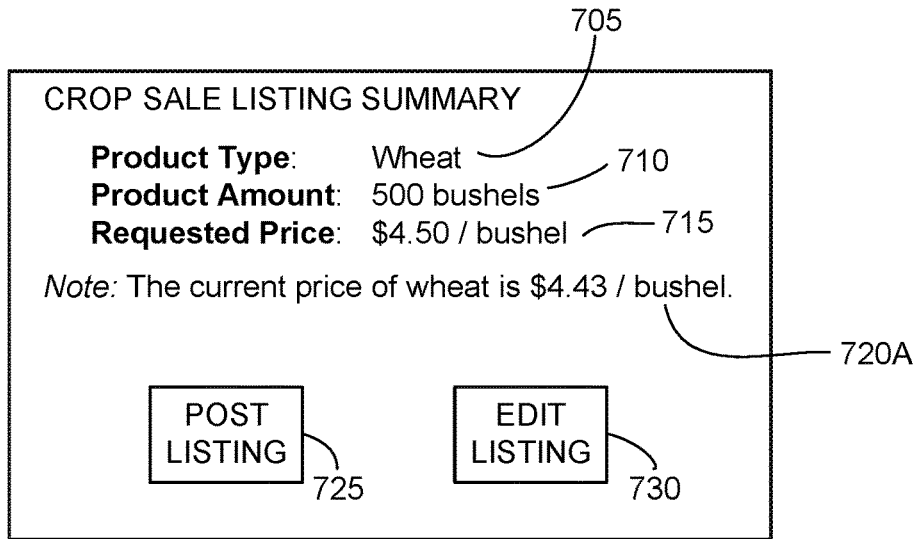 705
CROP SALE LISTING SUMMARY
Product Type: Wheat
710
Product Amount: 500 bushels
Requested Price: $4.50 / bushel
715
Note: The current price of wheat is $4.43 / bushel.
720A
POST
LISTING
725
EDIT
LISTING
730